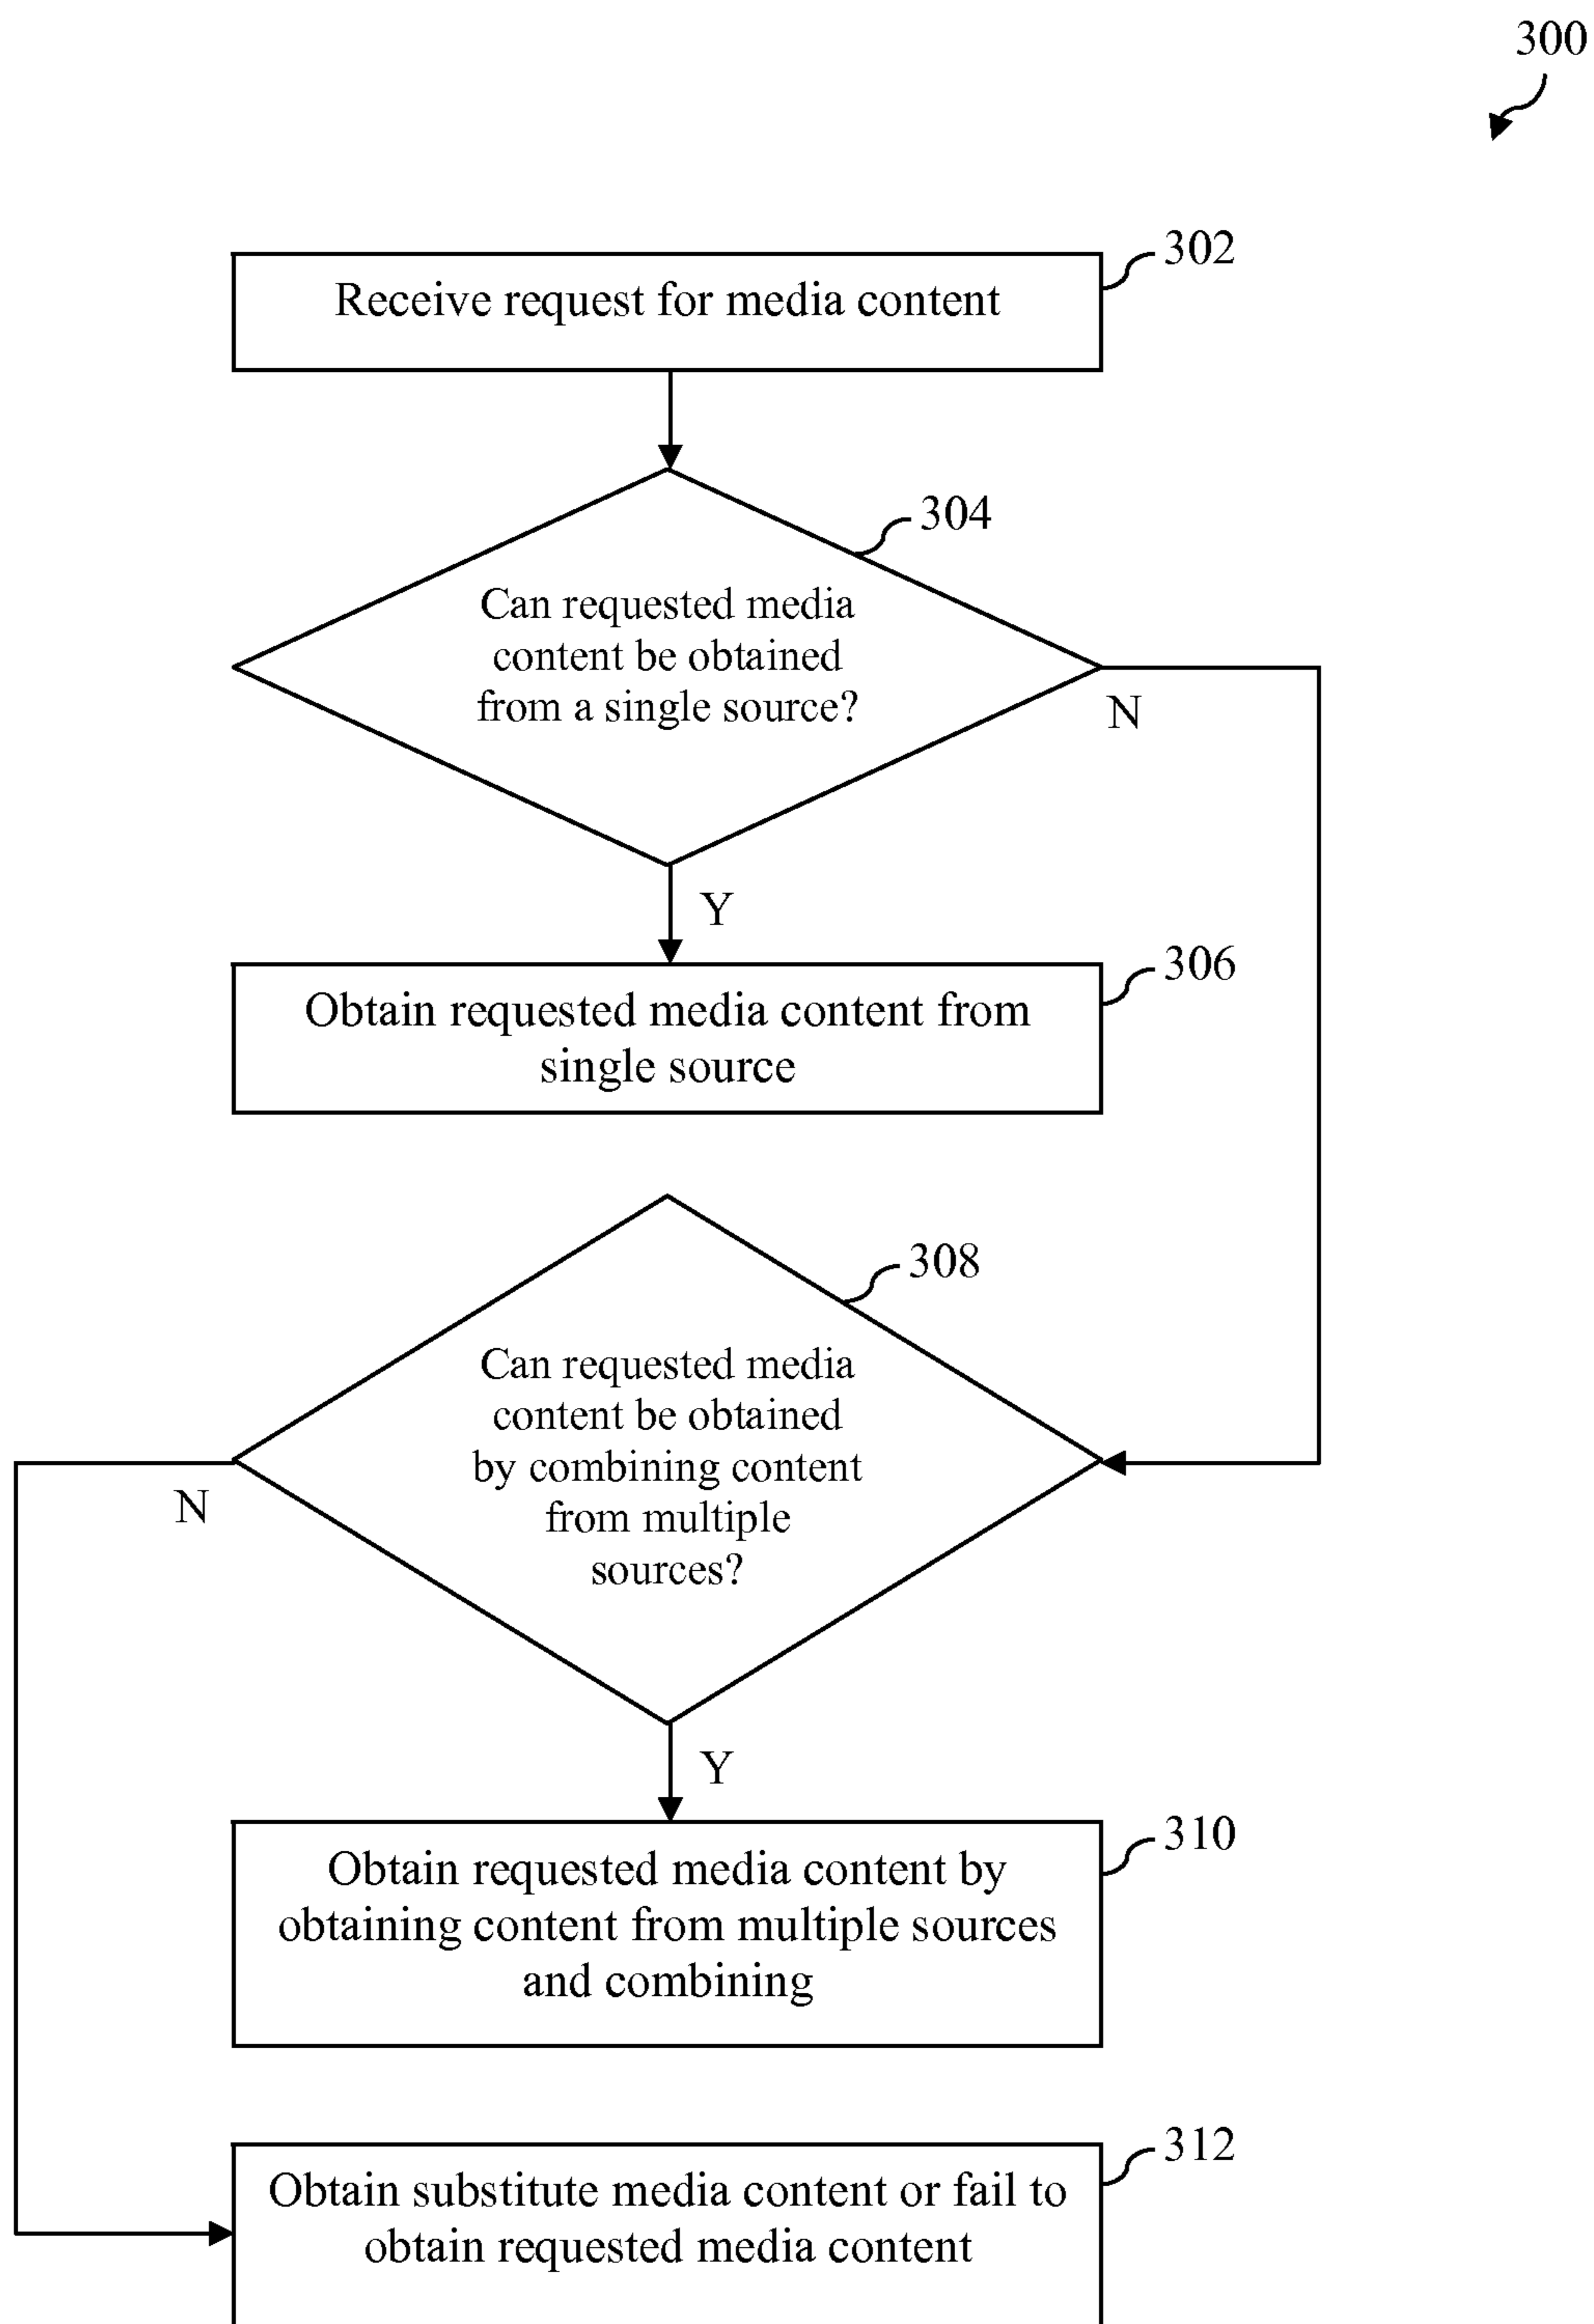 300
302
Receive request for media content
304
Can requested media
content be obtained
from a single source?
N
Y
306
Obtain requested media content from
single source
308
Can requested media
content be obtained
by combining content
from multiple
sources?
N
Y
310
Obtain requested media content by
obtaining content from multiple sources
and combining
312
Obtain substitute media content or fail to
obtain requested media content